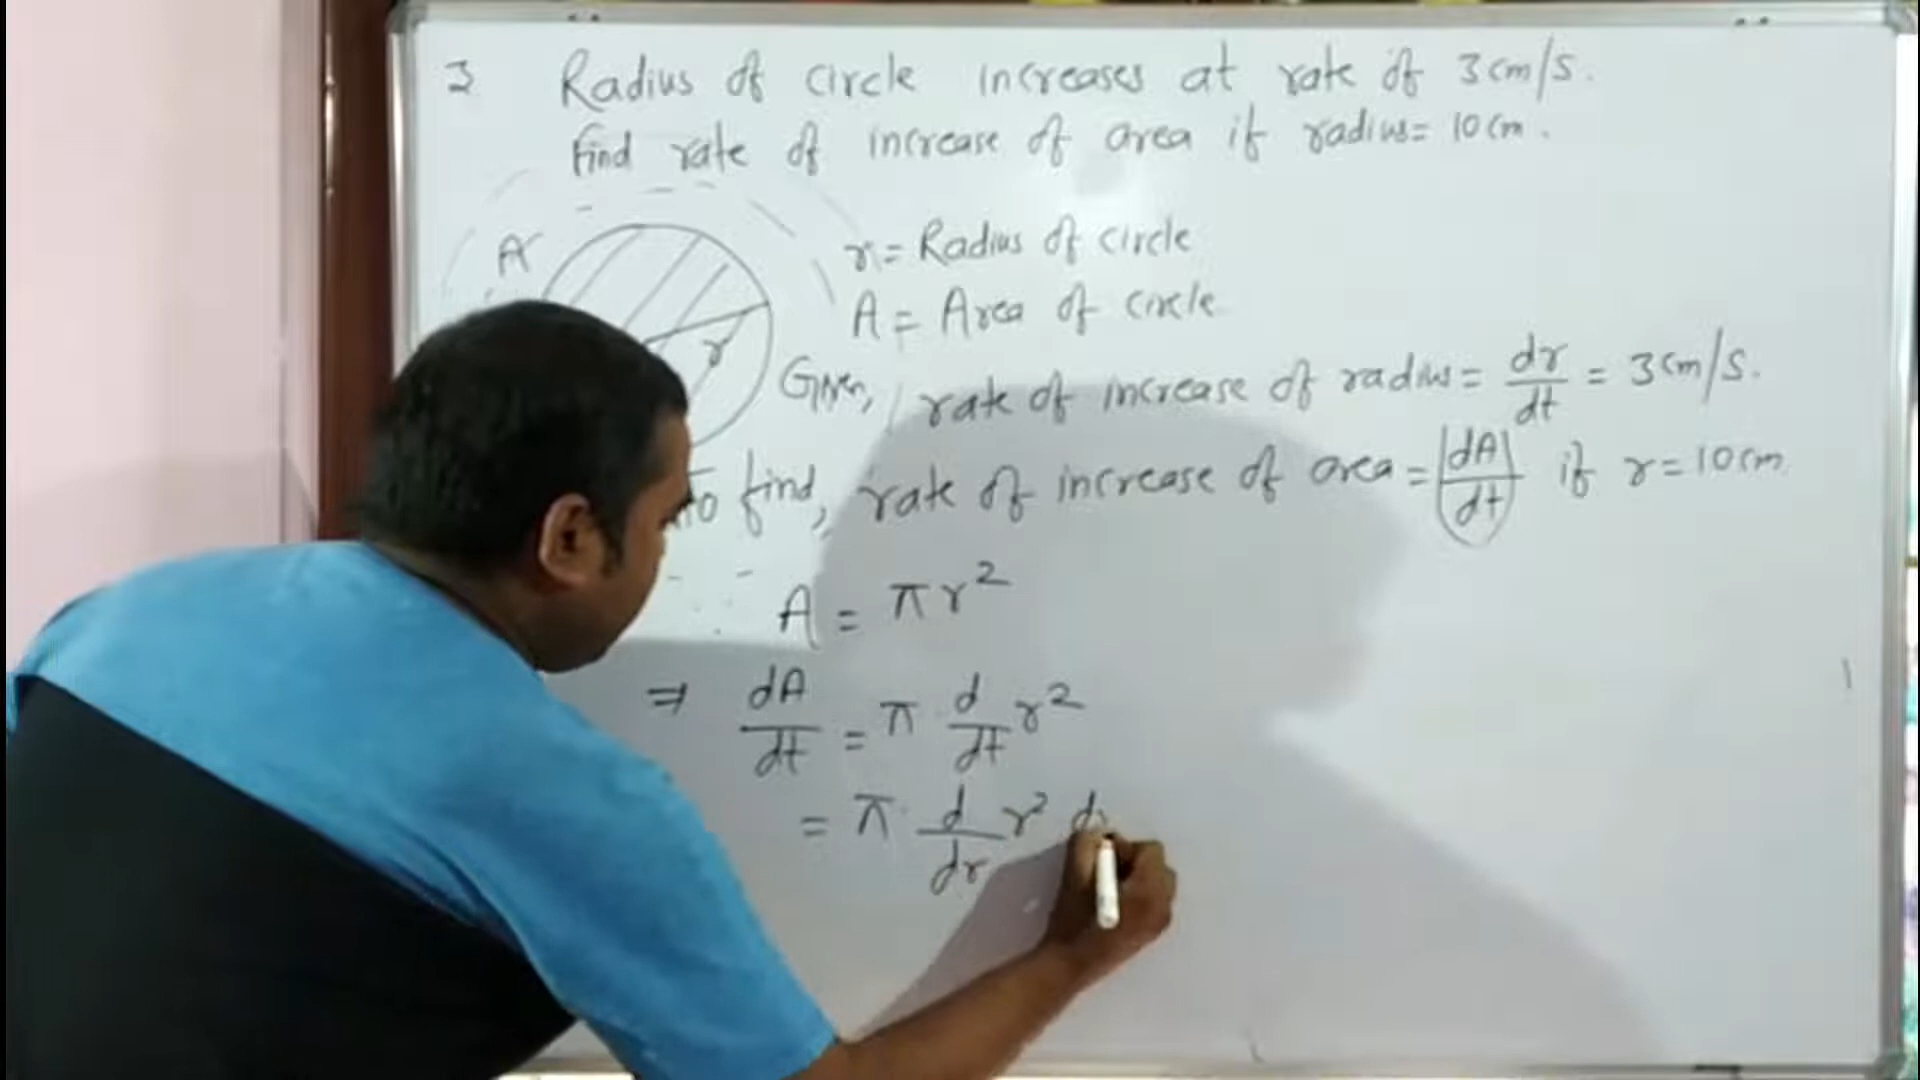 3 Radius of circle increases at rate of 3cm/s.
Find rate of increase of area if radius= 10cm.
A
r
r = Radius of circle
A = Area of circle
Given, rate of increase of radius = dr/dt = 3cm/s.
To find, rate of increase of area = dA/dt if r = 10cm
A = πr²
⇒ dA/dt = π d/dt r²
= π d/dr r² d